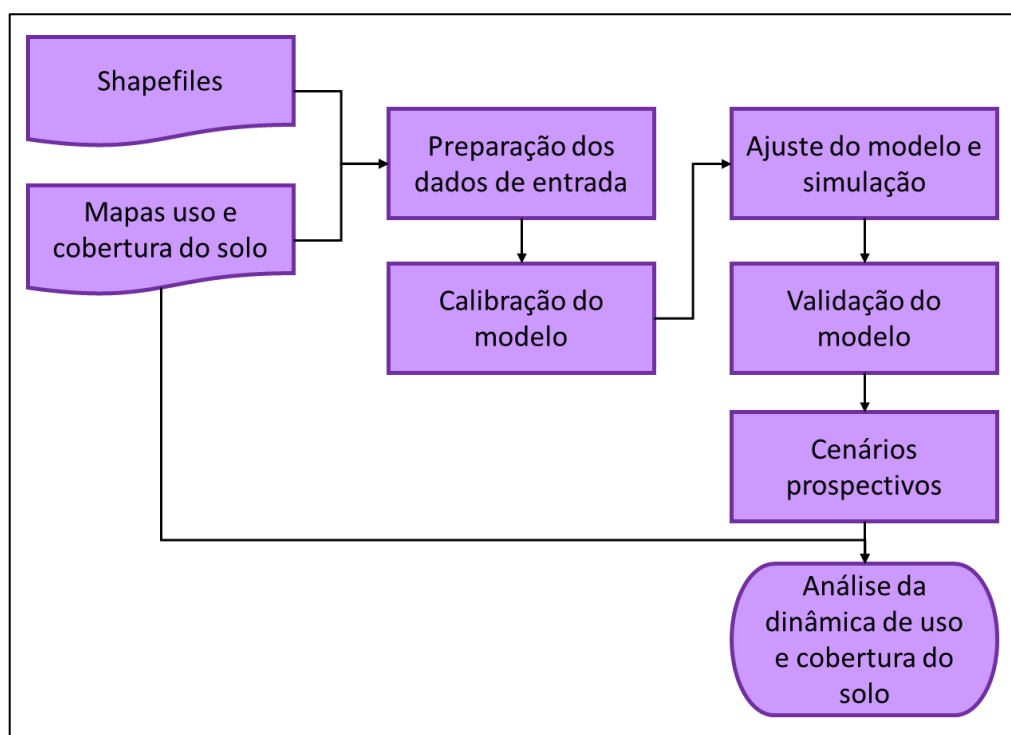 Shapefiles
Mapas uso e
cobertura do solo
Preparação dos
dados de entrada
Calibração do
modelo
Ajuste do modelo e
simulação
Validação do
modelo
Cenários
prospectivos
Análise da
dinâmica de uso
e cobertura do
solo